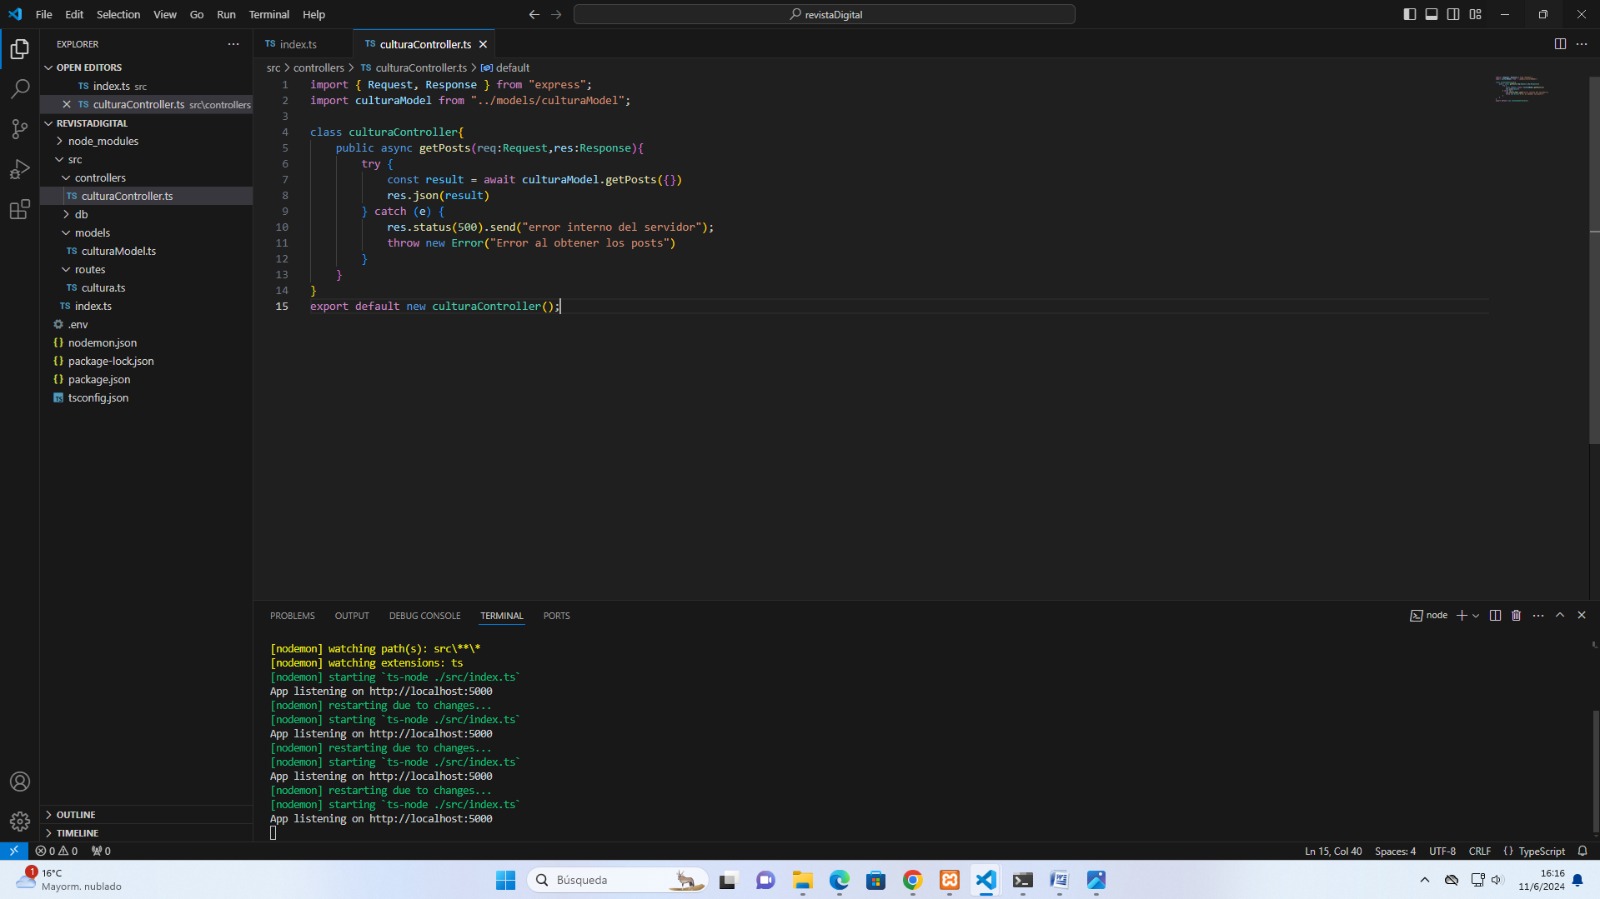 File Edit Selection View Go Run Terminal Help
revistaDigital
EXPLORER
OPEN EDITORS
TS index.ts src
TS culturaController.ts src\controllers
REVISTADIGITAL
node_modules
src
controllers
TS culturaController.ts
db
models
TS culturaModel.ts
routes
TS cultura.ts
TS index.ts
.env
{} nodemon.json
{} package-lock.json
{} package.json
TS tsconfig.json
OUTLINE
TIMELINE
TS index.ts
TS culturaController.ts
src > controllers > TS culturaController.ts > default
1 import { Request, Response } from "express";
2 import culturaModel from "../models/culturaModel";
3
4 class culturaController{
5 public async getPosts(req:Request,res:Response){
6 try {
7 const result = await culturaModel.getPosts({})
8 res.json(result)
9 } catch (e) {
10 res.status(500).send("error interno del servidor");
11 throw new Error("Error al obtener los posts")
12 }
13 }
14 }
15 export default new culturaController();
PROBLEMS OUTPUT DEBUG CONSOLE TERMINAL PORTS
node
[nodemon] watching path(s): src\**\*
[nodemon] watching extensions: ts
[nodemon] starting `ts-node ./src/index.ts`
App listening on http://localhost:5000
[nodemon] restarting due to changes...
[nodemon] starting `ts-node ./src/index.ts`
App listening on http://localhost:5000
[nodemon] restarting due to changes...
[nodemon] starting `ts-node ./src/index.ts`
App listening on http://localhost:5000
[nodemon] restarting due to changes...
[nodemon] starting `ts-node ./src/index.ts`
App listening on http://localhost:5000
0 0 0
Ln 15, Col 40 Spaces: 4 UTF-8 CRLF {} TypeScript
1
16°C
Mayorm. nublado
Búsqueda
16:16
11/6/2024